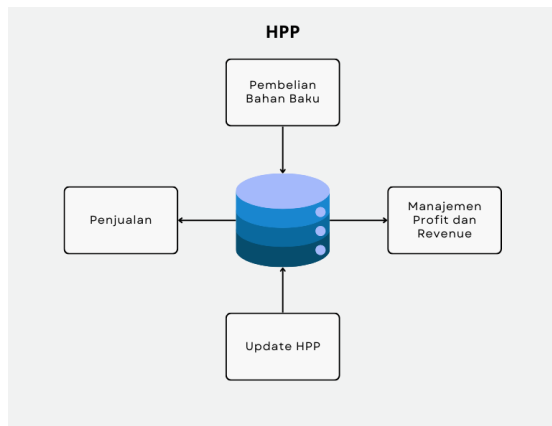 HPP
Pembelian
Bahan Baku
Penjualan
Manajemen
Profit dan
Revenue
Update HPP